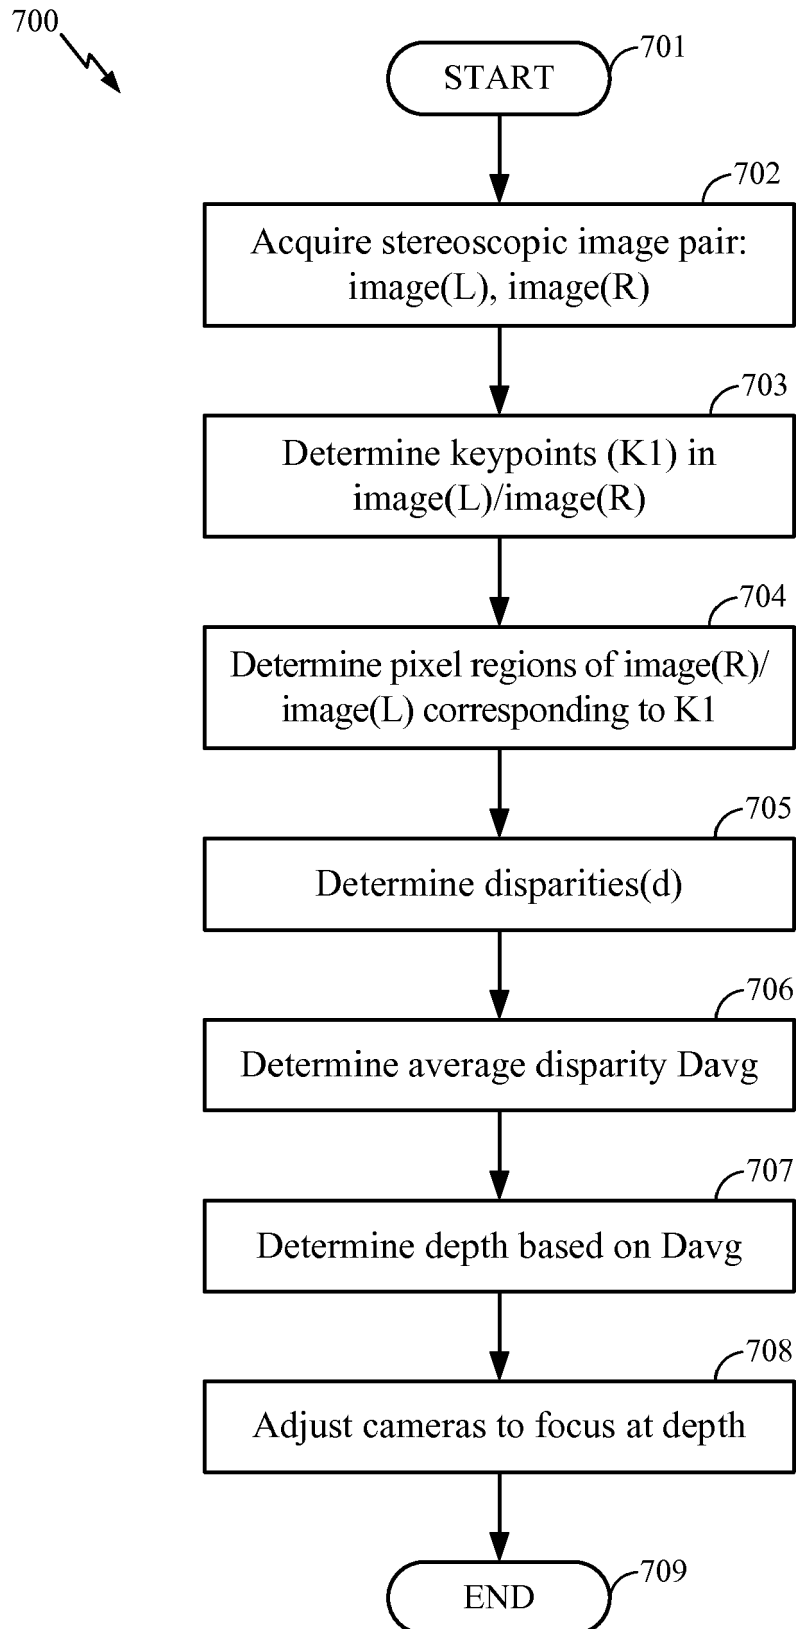 700
701
START
702
Acquire stereoscopic image pair:
image(L), image(R)
703
Determine keypoints (K1) in
image(L)/image(R)
704
Determine pixel regions of image(R)/
image(L) corresponding to K1
705
Determine disparities(d)
706
Determine average disparity Davg
707
Determine depth based on Davg
708
Adjust cameras to focus at depth
709
END